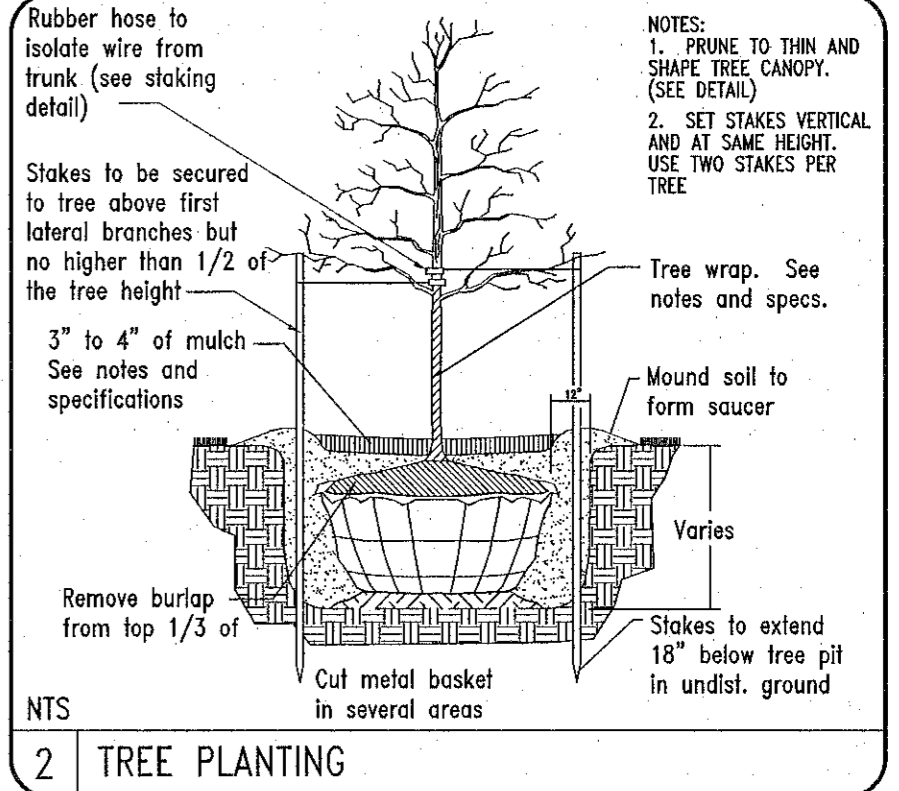 Rubber hose to
isolate wire from
trunk (see staking
detail)
Stakes to be secured
to tree above first
lateral branches but
no higher than 1/2 of
the tree height
3" to 4" of mulch
See notes and
specifications
Remove burlap
from top 1/3 of
Cut metal basket
in several areas
NOTES:
1. PRUNE TO THIN AND
SHAPE TREE CANOPY.
(SEE DETAIL)
2. SET STAKES VERTICAL
AND AT SAME HEIGHT.
USE TWO STAKES PER
TREE
Tree wrap. See
notes and specs.
12"
Mound soil to
form saucer
Varies
Stakes to extend
18" below tree pit
in undist. ground
NTS
2 TREE PLANTING